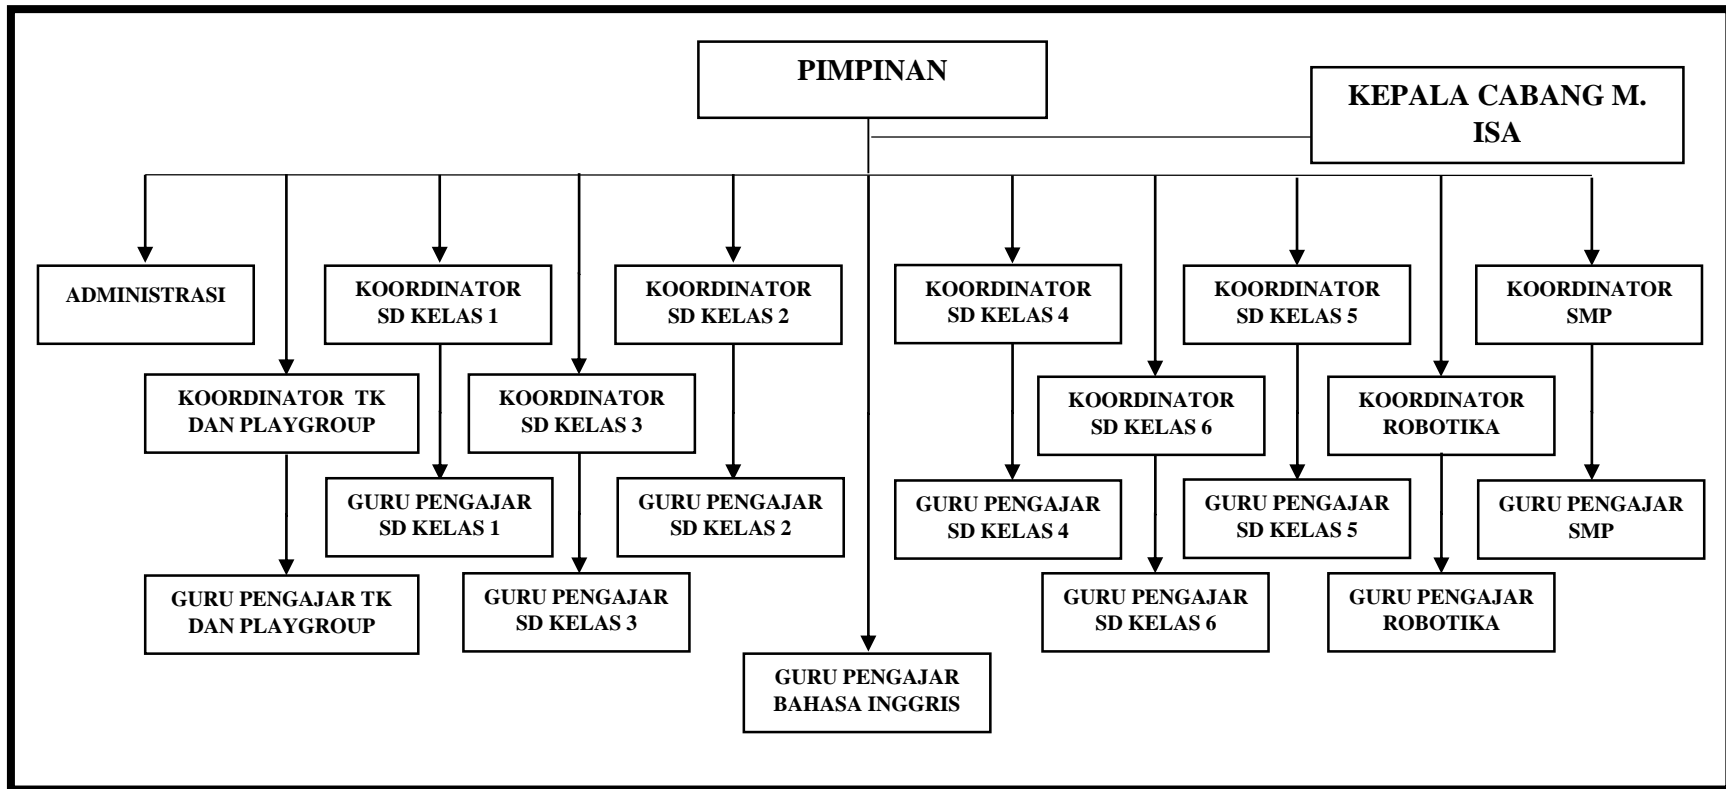 PIMPINAN
KEPALA CABANG M.
ISA
ADMINISTRASI
KOORDINATOR
SD KELAS 1
KOORDINATOR
SD KELAS 2
KOORDINATOR
SD KELAS 4
KOORDINATOR
SD KELAS 5
KOORDINATOR
SMP
KOORDINATOR TK
DAN PLAYGROUP
KOORDINATOR
SD KELAS 3
KOORDINATOR
SD KELAS 6
KOORDINATOR
ROBOTIKA
GURU PENGAJAR
SD KELAS 1
GURU PENGAJAR
SD KELAS 2
GURU PENGAJAR
SD KELAS 4
GURU PENGAJAR
SD KELAS 5
GURU PENGAJAR
SMP
GURU PENGAJAR TK
DAN PLAYGROUP
GURU PENGAJAR
SD KELAS 3
GURU PENGAJAR
SD KELAS 6
GURU PENGAJAR
ROBOTIKA
GURU PENGAJAR
BAHASA INGGRIS